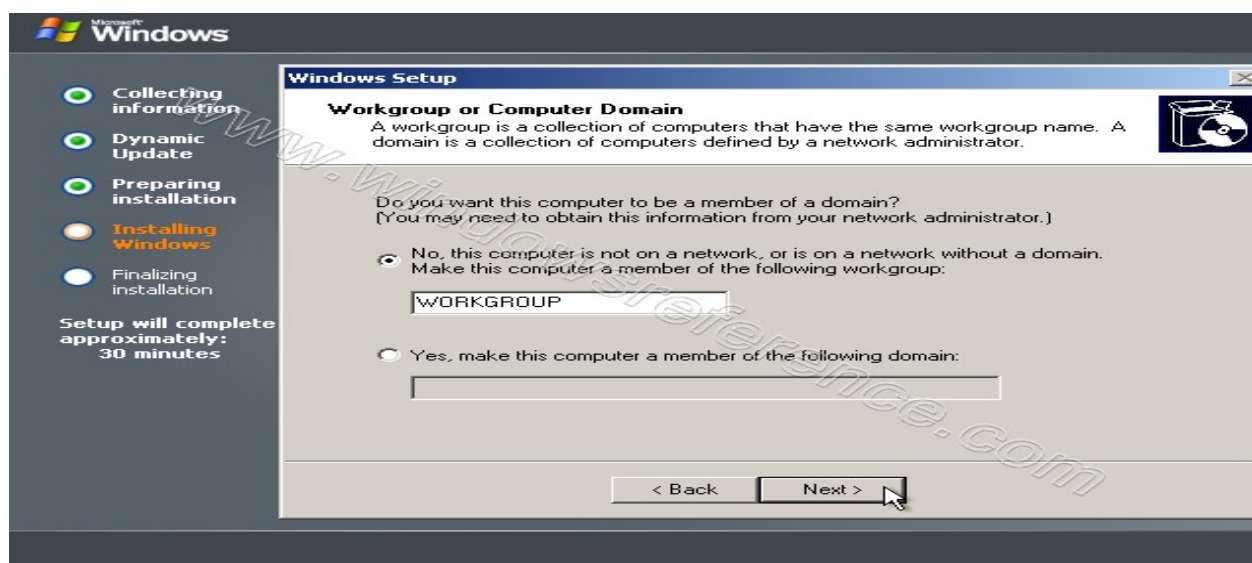 Microsoft
Windows
Collecting
information
Dynamic
Update
Preparing
installation
Installing
Windows
Finalizing
installation
Setup will complete
approximately:
30 minutes
Windows Setup
Workgroup or Computer Domain
A workgroup is a collection of computers that have the same workgroup name. A
domain is a collection of computers defined by a network administrator.
Do you want this computer to be a member of a domain?
(You may need to obtain this information from your network administrator.)
No, this computer is not on a network, or is on a network without a domain.
Make this computer a member of the following workgroup:
WORKGROUP
Yes, make this computer a member of the following domain:
< Back Next >
www.windowsreference.com